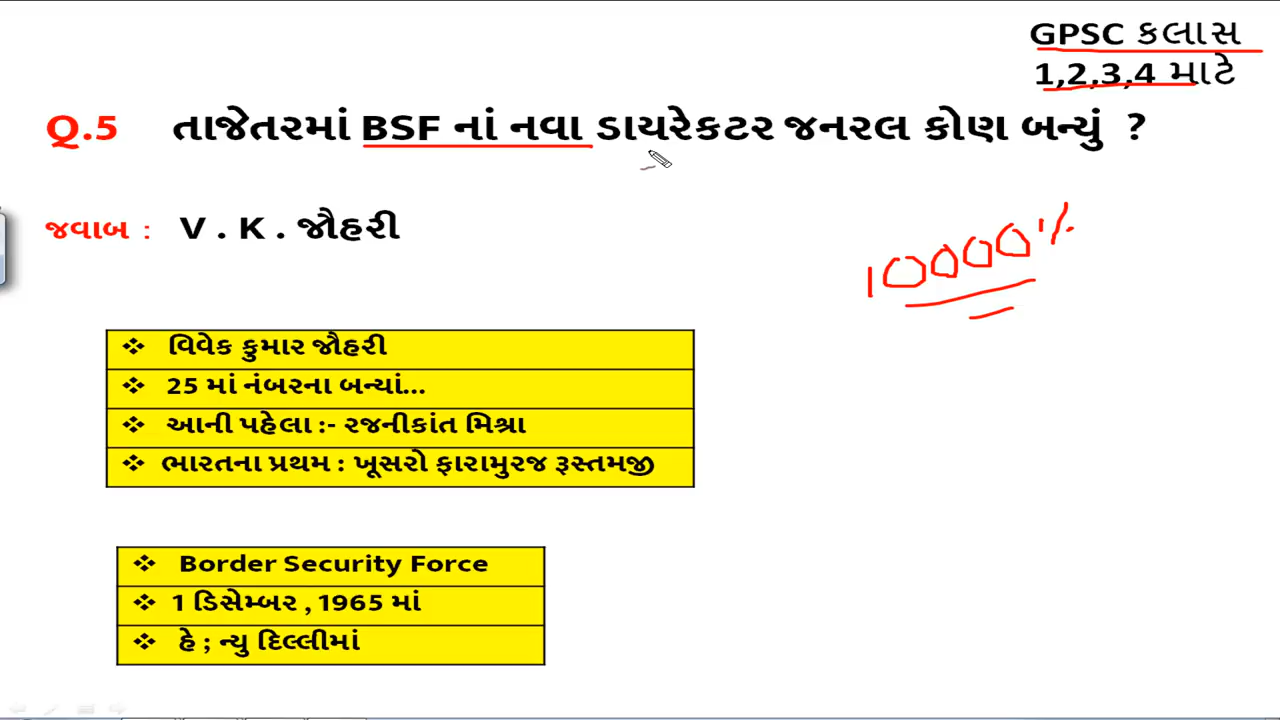 GPSC કલાસ
1,2,3,4 માટે
Q.5 તાજેતરમાં BSF નાં નવા ડાયરેકટર જનરલ કોણ બન્યું ?
જવાબ : V . K . જૌહરી
10000%
❖ વિવેક કુમાર જૌહરી
❖ 25 માં નંબરના બન્યાં...
❖ આની પહેલા :- રજનીકાંત મિશ્રા
❖ ભારતના પ્રથમ : ખૂસરો ફારામુરજ રૂસ્તમજી
❖ Border Security Force
❖ 1 ડિસેમ્બર , 1965 માં
❖ હે ; ન્યુ દિલ્લીમાં